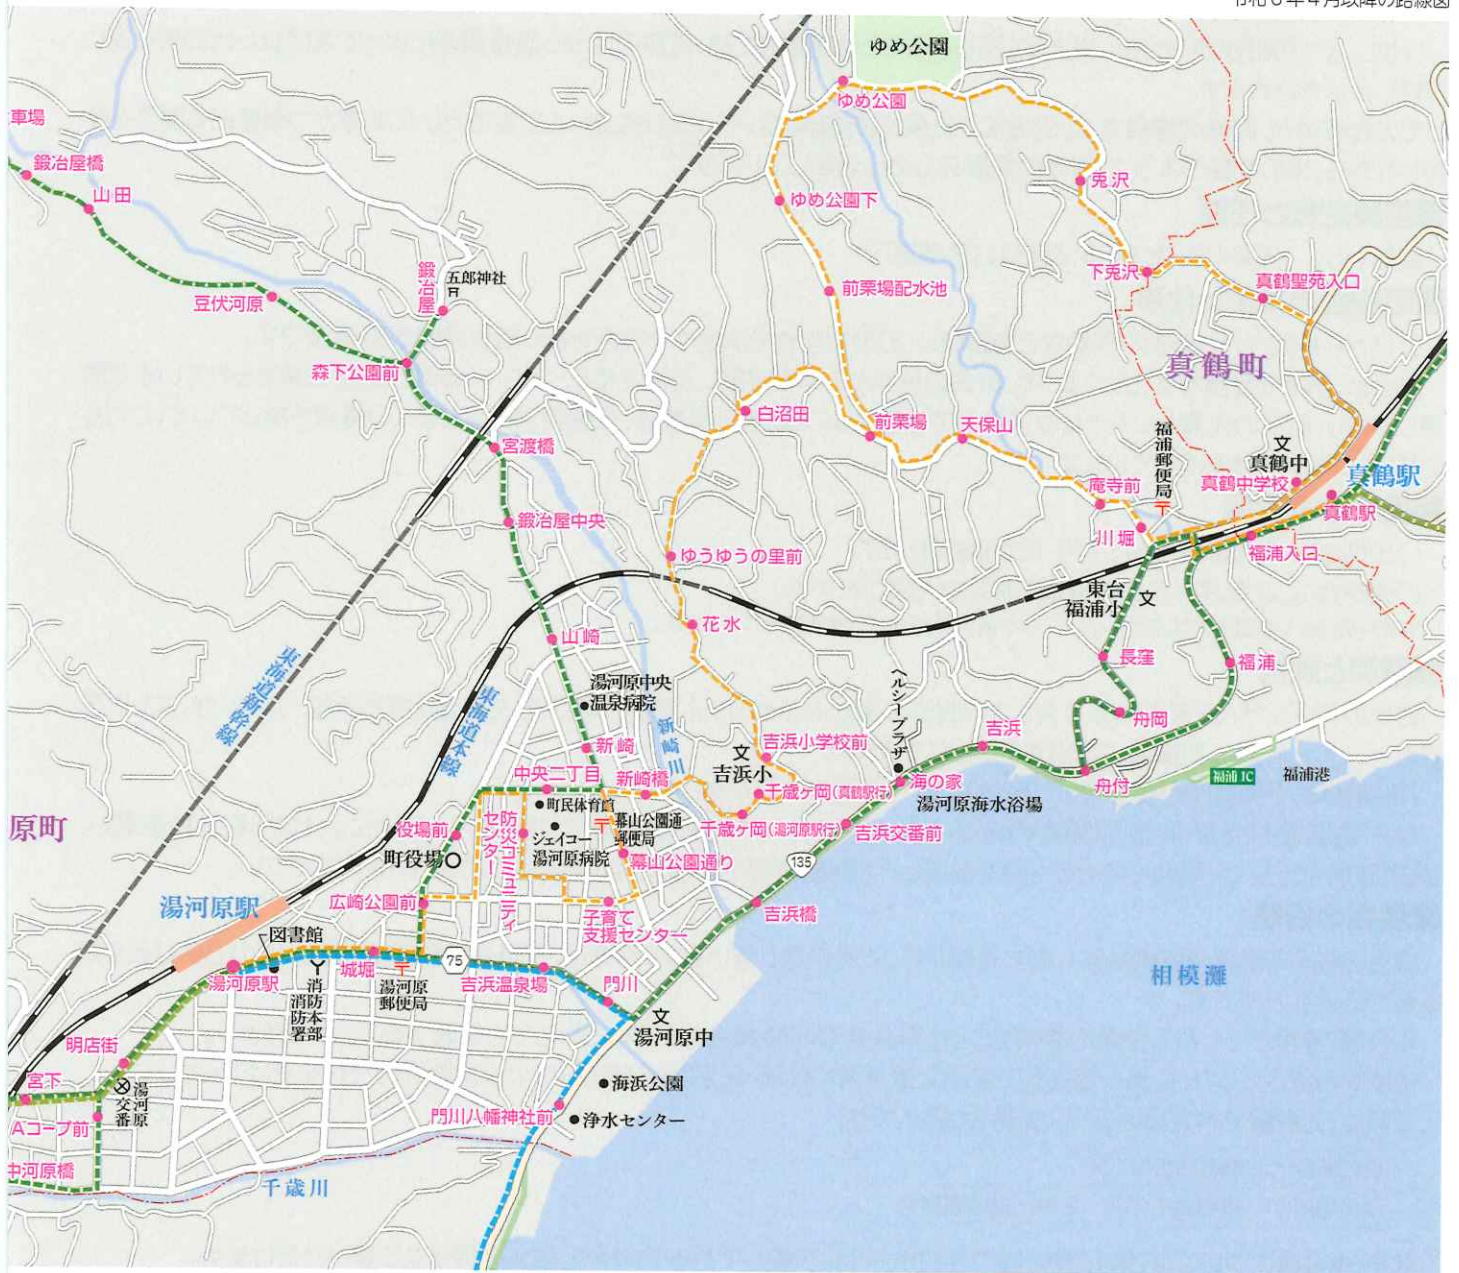 令和6年4月以降の路線図
ゆめ公園
ゆめ公園
車場
鍛冶屋橋
山田
兎沢
ゆめ公園下
鍛冶屋
五郎神社
下兎沢
真鶴聖苑入口
豆伏河原
前栗場配水池
森下公園前
真鶴町
白沼田
前栗場
天保山
福浦郵便局
文
真鶴中
宮渡橋
真鶴駅
庵寺前
真鶴中学校
真鶴駅
鍛冶屋中央
川堀
福浦入口
ゆうゆうの里前
東台
福浦小
文
花水
山崎
長窪
福浦
東海道新幹線
東海道本線
湯河原中央
温泉病院
新崎川
ヘルシープラザ
舟岡
吉浜
新崎
文
吉浜小
吉浜小学校前
中央二丁目
新崎橋
千歳ヶ岡(真鶴駅行)
海の家
舟付
福浦IC
福浦港
湯河原海水浴場
町民体育館
防災コミュニティ
センター
幕山公園通
郵便局
千歳ヶ岡(湯河原駅行)
吉浜交番前
原町
役場前
町役場
ジェイコー
湯河原病院
幕山公園通り
135
湯河原駅
広崎公園前
子育て
支援センター
吉浜橋
図書館
城堀
75
湯河原駅
消防本部
消防署
湯河原
郵便局
吉浜温泉場
門川
相模灘
文
湯河原中
明店街
宮下
湯河原
交番
海浜公園
Aコープ前
門川八幡神社前
浄水センター
中河原橋
千歳川